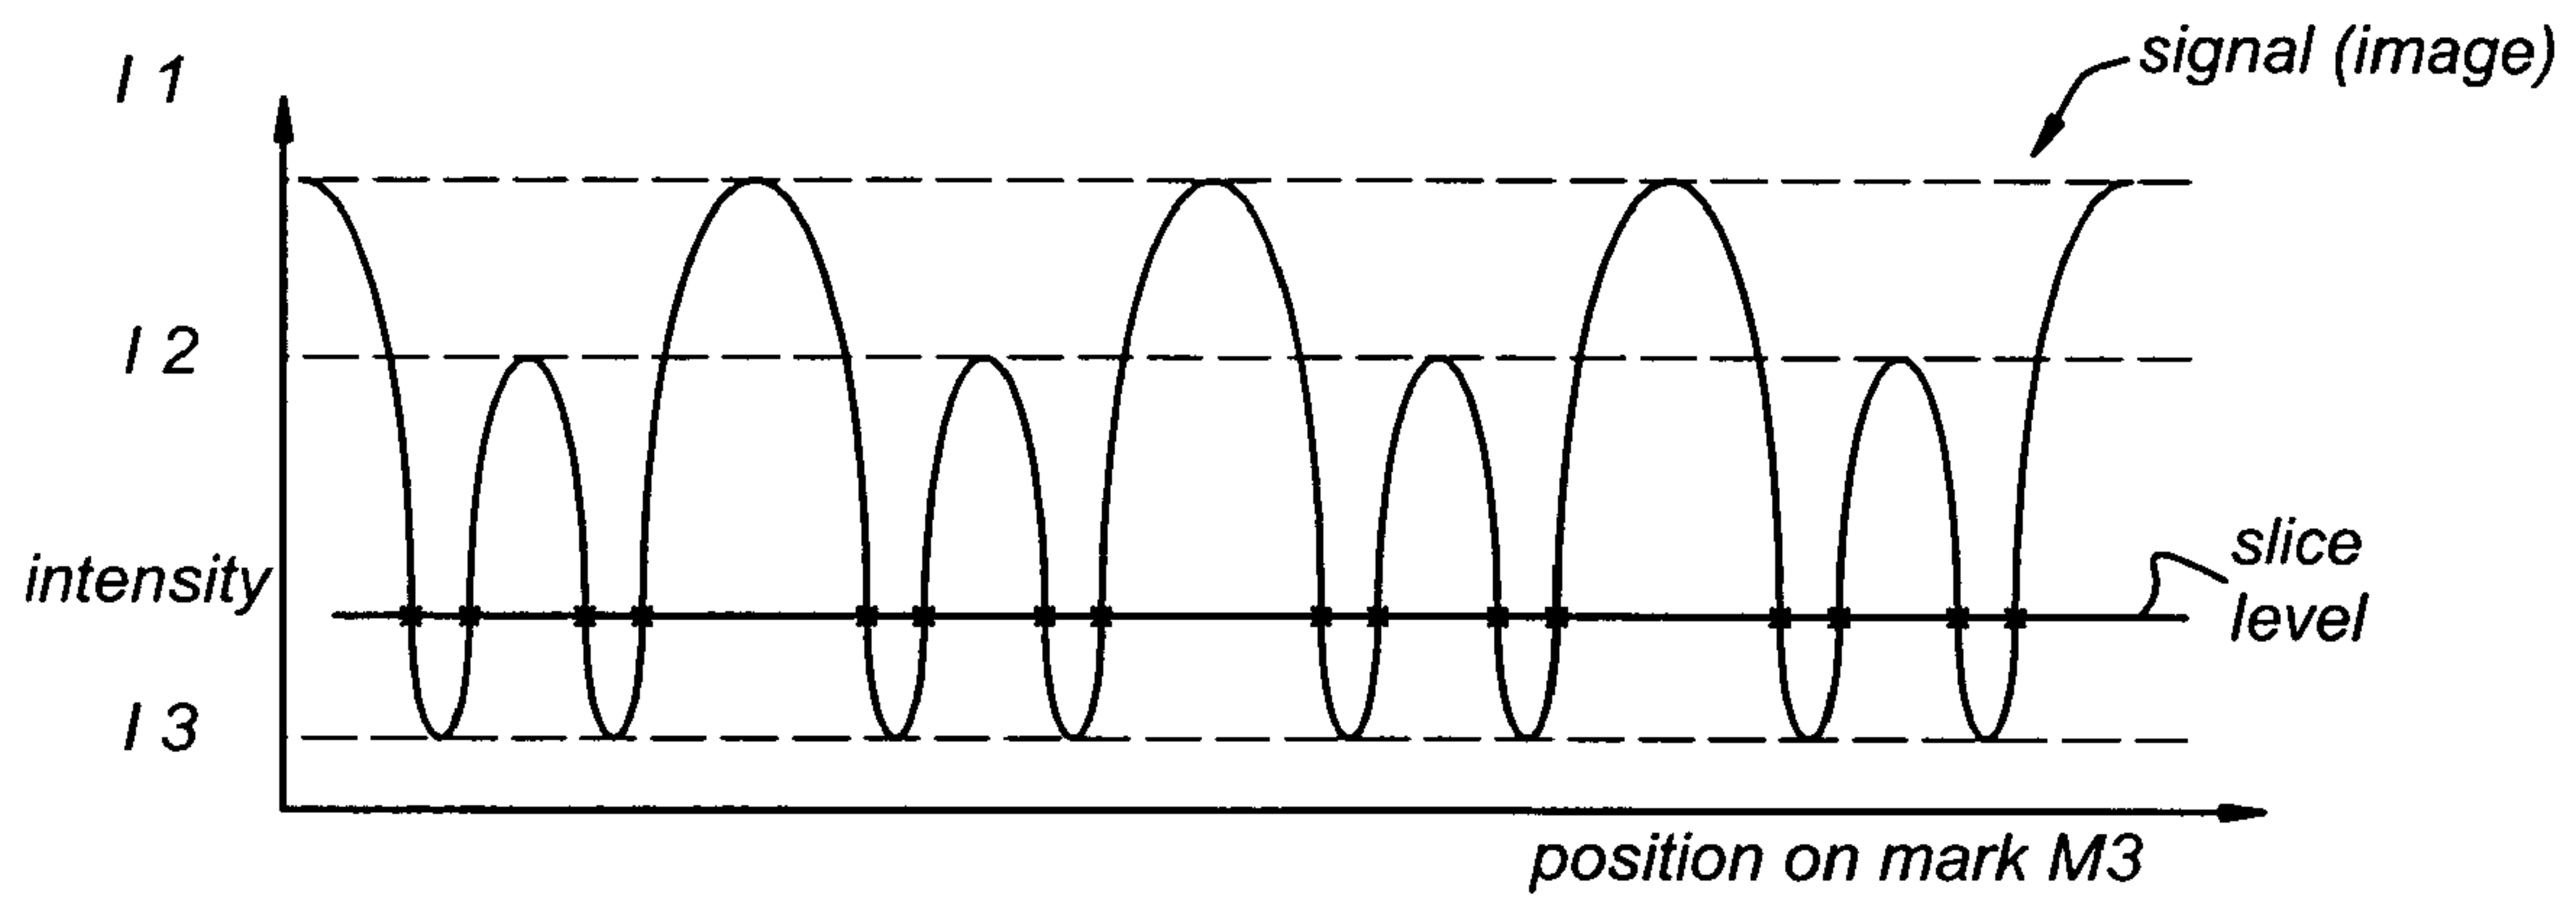 I 1
signal (image)
I 2
intensity
slice
level
I 3
position on mark M3